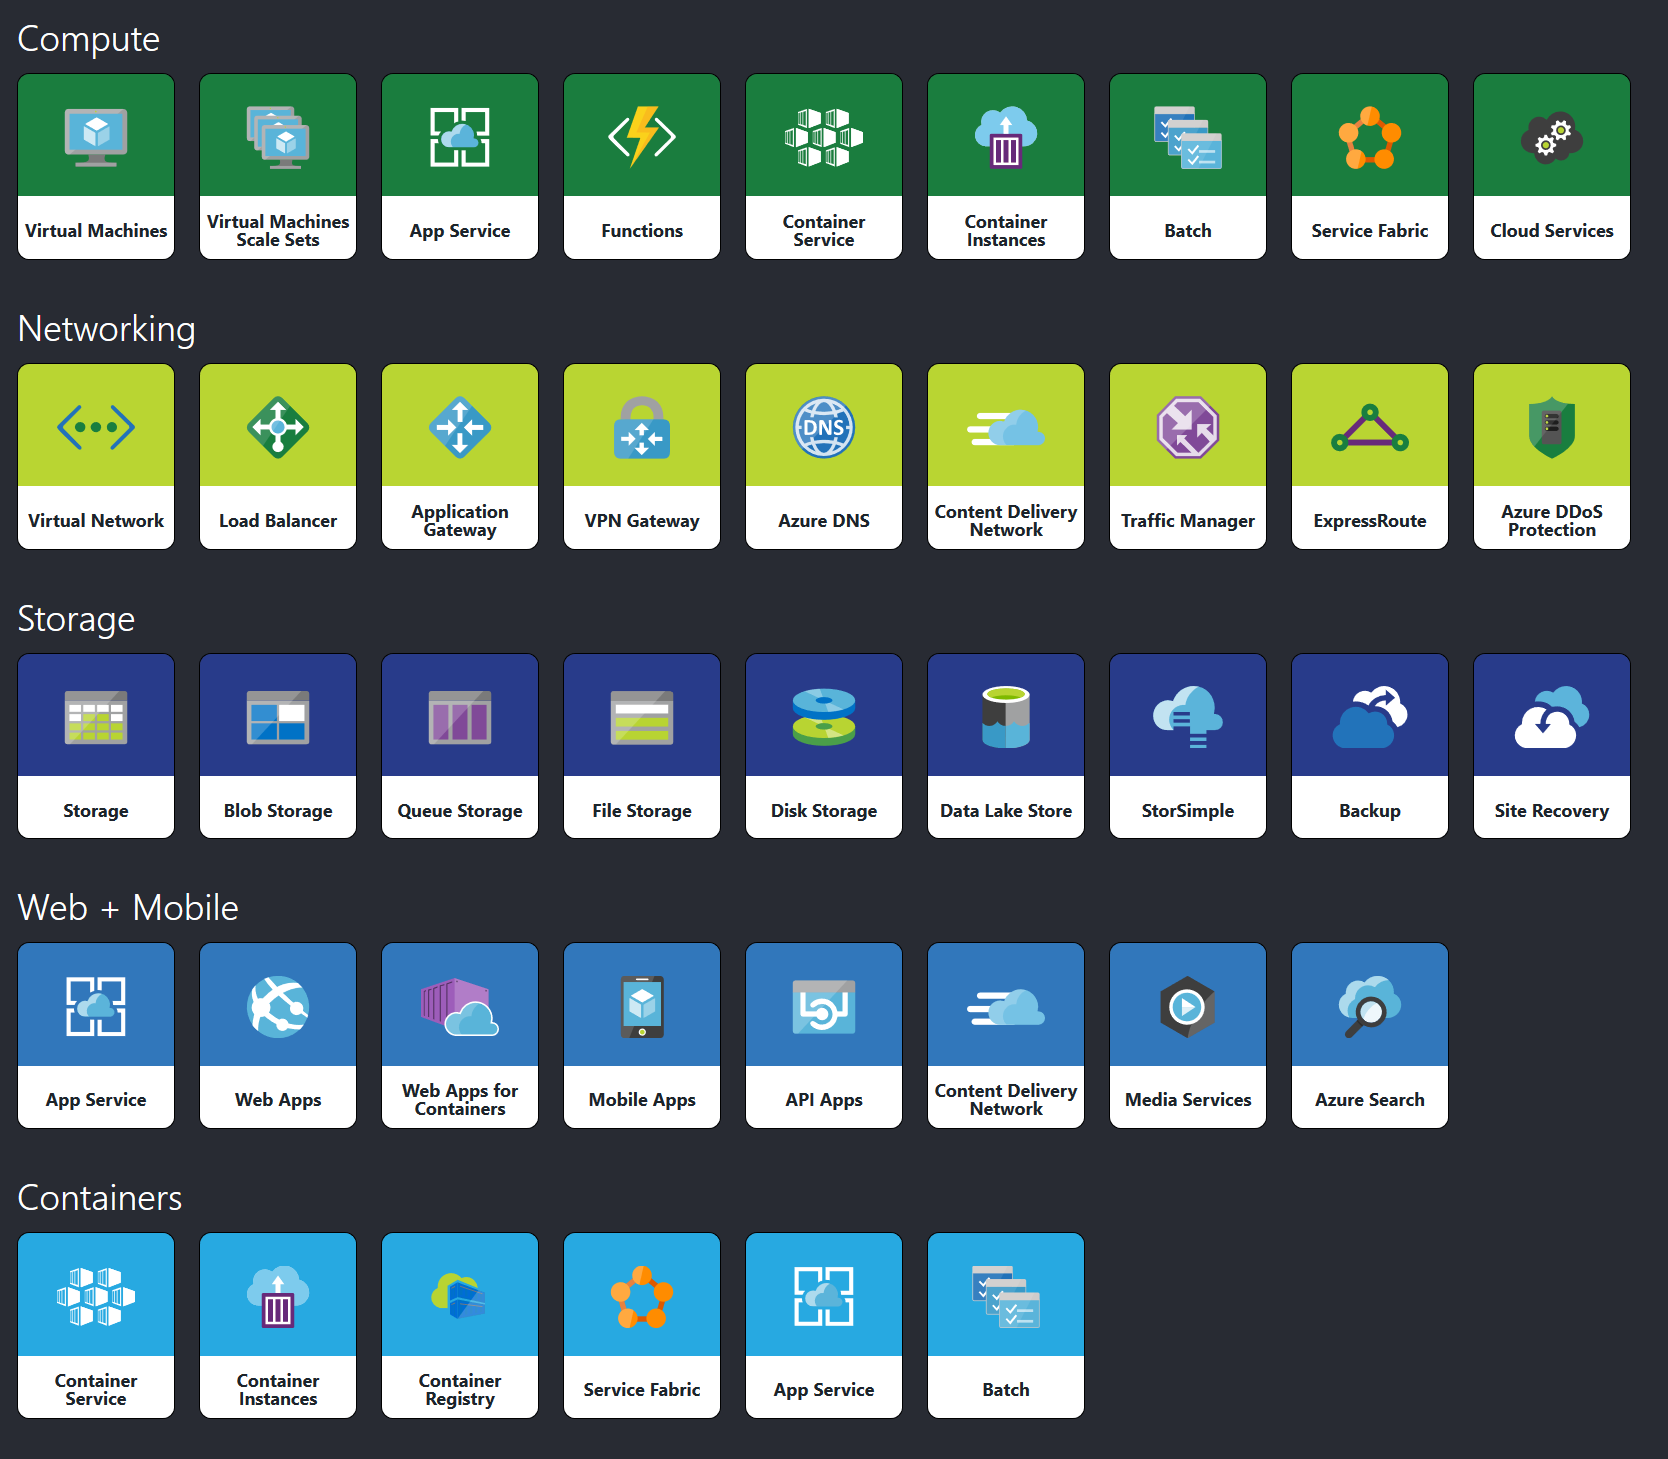 Compute
Virtual Machines
Virtual Machines
Scale Sets
App Service
Functions
Container
Service
Container
Instances
Batch
Service Fabric
Cloud Services
Networking
Virtual Network
Load Balancer
Application
Gateway
VPN Gateway
DNS
Azure DNS
Content Delivery
Network
Traffic Manager
ExpressRoute
Azure DDoS
Protection
Storage
Storage
Blob Storage
Queue Storage
File Storage
Disk Storage
Data Lake Store
StorSimple
Backup
Site Recovery
Web + Mobile
App Service
Web Apps
Web Apps for
Containers
Mobile Apps
API Apps
Content Delivery
Network
Media Services
Azure Search
Containers
Container
Service
Container
Instances
Container
Registry
Service Fabric
App Service
Batch